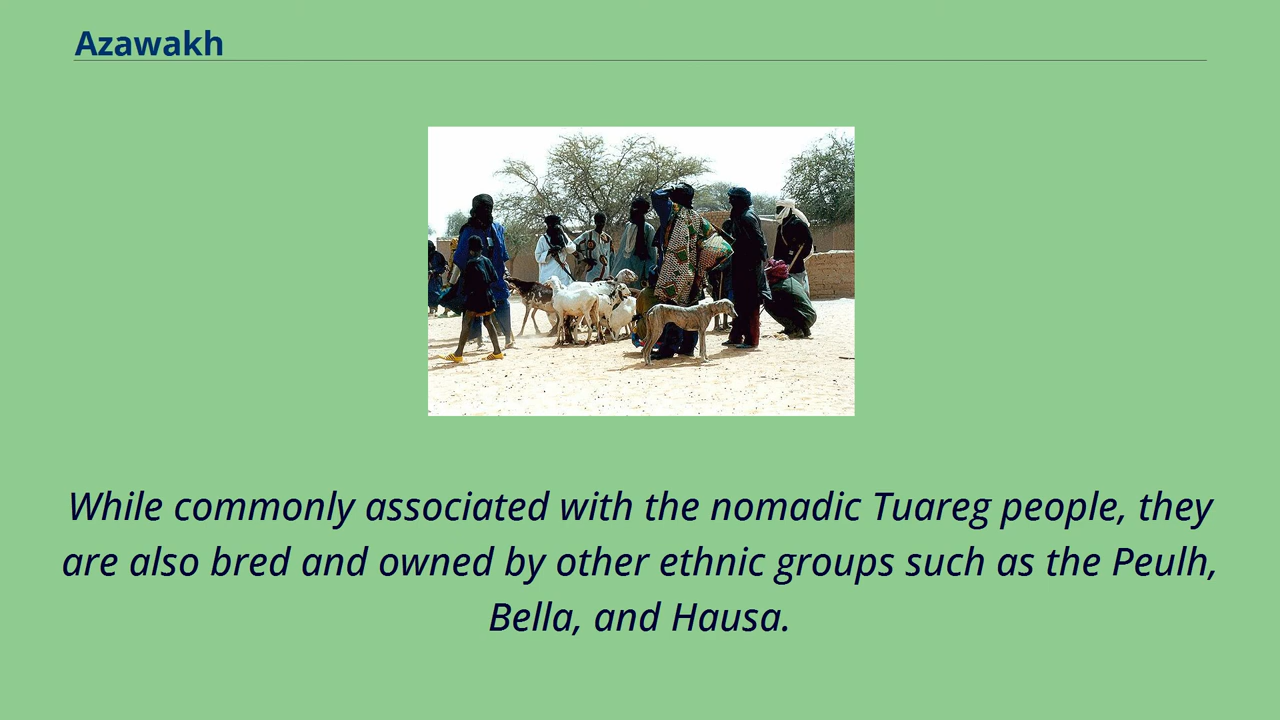 Azawakh
While commonly associated with the nomadic Tuareg people, they
are also bred and owned by other ethnic groups such as the Peulh,
Bella, and Hausa.